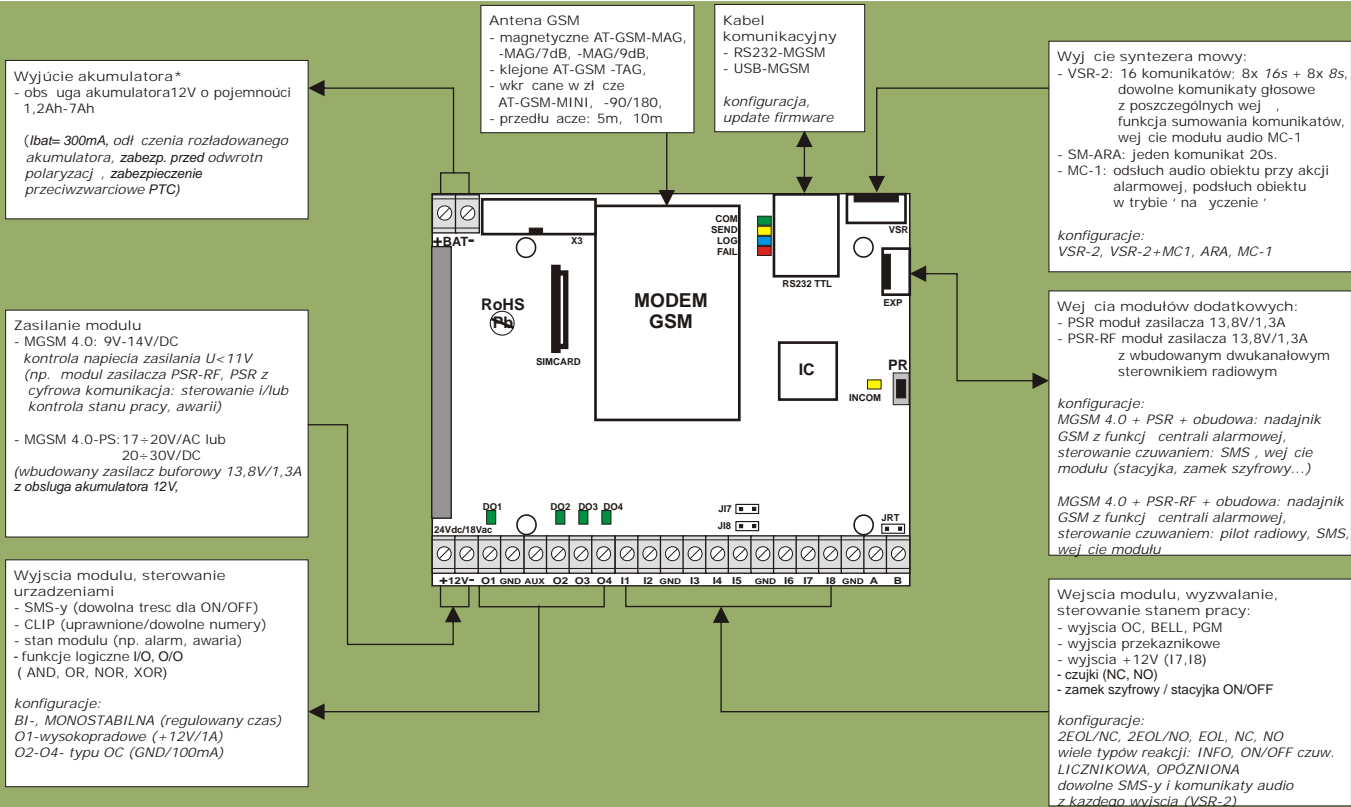 Wyjúcie akumulatora*
- obs uga akumulatora12V o pojemnoúci
1,2Ah-7Ah
(Ibat= 300mA, odł czenia rozładowanego
akumulatora, zabezp. przed odwrotn
polaryzacj , zabezpieczenie
przeciwzwarciowe PTC)
Zasilanie modulu
- MGSM 4.0: 9V-14V/DC
kontrola napiecia zasilania U<11V
(np. modul zasilacza PSR-RF, PSR z
cyfrowa komunikacja: sterowanie i/lub
kontrola stanu pracy, awarii)
- MGSM 4.0-PS: 17÷20V/AC lub
20÷30V/DC
(wbudowany zasilacz buforowy 13,8V/1,3A
z obsluga akumulatora 12V,
Wyjscia modulu, sterowanie
urzadzeniami
- SMS-y (dowolna tresc dla ON/OFF)
- CLIP (uprawnione/dowolne numery)
- stan modulu (np. alarm, awaria)
- funkcje logiczne I/O, O/O
( AND, OR, NOR, XOR)
konfiguracje:
BI-, MONOSTABILNA (regulowany czas)
O1-wysokopradowe (+12V/1A)
O2-O4- typu OC (GND/100mA)
Antena GSM
- magnetyczne AT-GSM-MAG,
-MAG/7dB, -MAG/9dB,
- klejone AT-GSM -TAG,
- wkr cane w zł cze
AT-GSM-MINI, -90/180,
- przedłu acze: 5m, 10m
Kabel
komunikacyjny
- RS232-MGSM
- USB-MGSM
konfiguracja,
update firmware
+BAT-
X3
COM
SEND
LOG
FAIL
RS232 TTL
VSR
EXP
RoHS
Pb
SIMCARD
MODEM
GSM
IC
PR
INCOM
DO1
DO2 DO3 DO4
JI7
JI8
JRT
24Vdc/18Vac
+12V- O1 GND AUX O2 O3 O4 I1 I2 GND I3 I4 I5 GND I6 I7 I8 GND A B
Wyj cie syntezera mowy:
- VSR-2: 16 komunikatów; 8x 16s + 8x 8s,
dowolne komunikaty głosowe
z poszczególnych wej ,
funkcja sumowania komunikatów,
wej cie modułu audio MC-1
- SM-ARA: jeden komunikat 20s.
- MC-1: odsłuch audio obiektu przy akcji
alarmowej, podsłuch obiektu
w trybie ' na yczenie '
konfiguracje:
VSR-2, VSR-2+MC1, ARA, MC-1
Wej cia modułów dodatkowych:
- PSR moduł zasilacza 13,8V/1,3A
- PSR-RF moduł zasilacza 13,8V/1,3A
z wbudowanym dwukanałowym
sterownikiem radiowym
konfiguracje:
MGSM 4.0 + PSR + obudowa: nadajnik
GSM z funkcj centrali alarmowej,
sterowanie czuwaniem: SMS , wej cie
modułu (stacyjka, zamek szyfrowy...)
MGSM 4.0 + PSR-RF + obudowa: nadajnik
GSM z funkcj centrali alarmowej,
sterowanie czuwaniem: pilot radiowy, SMS,
wej cie modułu
Wejscia modulu, wyzwalanie,
sterowanie stanem pracy:
- wyjscia OC, BELL, PGM
- wyjscia przekaznikowe
- wyjscia +12V (I7,I8)
- czujki (NC, NO)
- zamek szyfrowy / stacyjka ON/OFF
konfiguracje:
2EOL/NC, 2EOL/NO, EOL, NC, NO
wiele typów reakcji: INFO, ON/OFF czuw.
LICZNIKOWA, OPÓZNIONA
dowolne SMS-y i komunikaty audio
z kazdego wyjscia (VSR-2)